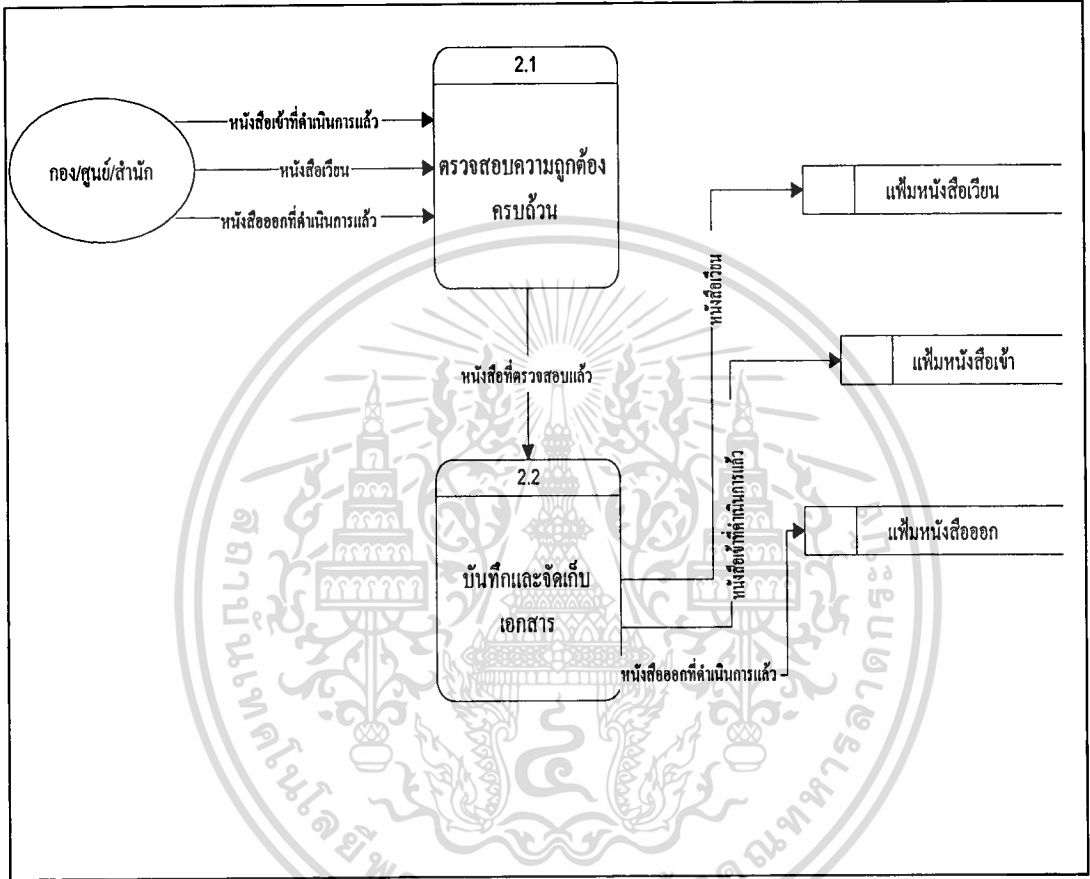 2.1
หนังสือเข้าที่ดำเนินการแล้ว
กอง/ศูนย์/สำนัก
หนังสือเวียน
ตรวจสอบความถูกต้อง
ครบถ้วน
หนังสือออกที่ดำเนินการแล้ว
แฟ้มหนังสือเวียน
หนังสือเวียน
แฟ้มหนังสือเข้า
หนังสือที่ตรวจสอบแล้ว
2.2
หนังสือเข้าที่ดำเนินการแล้ว
แฟ้มหนังสือออก
บันทึกและจัดเก็บ
เอกสาร
หนังสือออกที่ดำเนินการแล้ว